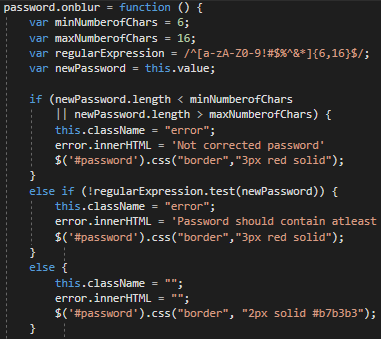 password.onblur = function () {
var minNumberofChars = 6;
var maxNumberofChars = 16;
var regularExpression = /^[a-zA-Z0-9!#$%^&*]{6,16}$/;
var newPassword = this.value;
if (newPassword.length < minNumberofChars
|| newPassword.length > maxNumberofChars) {
this.className = "error";
error.innerHTML = 'Not corrected password'
$('#password').css("border","3px red solid");
}
else if (!regularExpression.test(newPassword)) {
this.className = "error";
error.innerHTML = 'Password should contain atleast
$('#password').css("border","3px red solid");
}
else {
this.className = "";
error.innerHTML = "";
$('#password').css("border", "2px solid #b7b3b3")
}